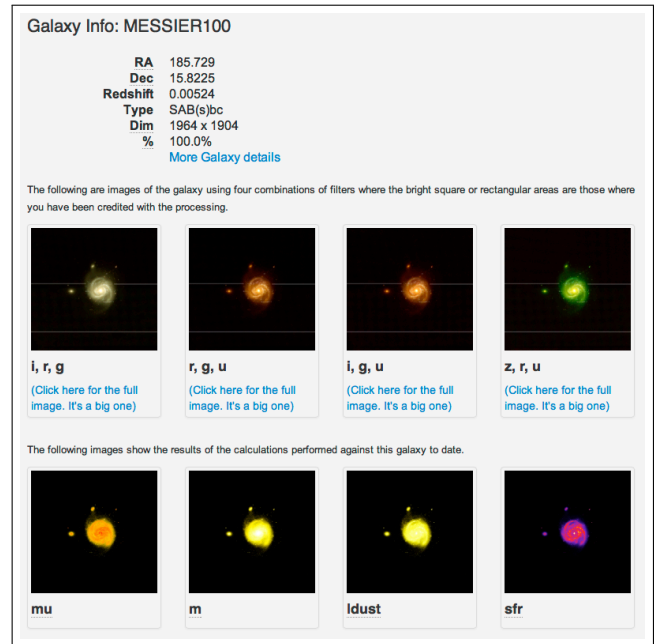 Galaxy Info: MESSIER100
RA 185.729
Dec 15.8225
Redshift 0.00524
Type SAB(s)bc
Dim 1964 x 1904
% 100.0%
More Galaxy details
The following are images of the galaxy using four combinations of filters where the bright square or rectangular areas are those where
you have been credited with the processing.
i, r, g
(Click here for the full
image. It's a big one)
r, g, u
(Click here for the full
image. It's a big one)
i, g, u
(Click here for the full
image. It's a big one)
z, r, u
(Click here for the full
image. It's a big one)
The following images show the results of the calculations performed against this galaxy to date.
mu
m
ldust
sfr